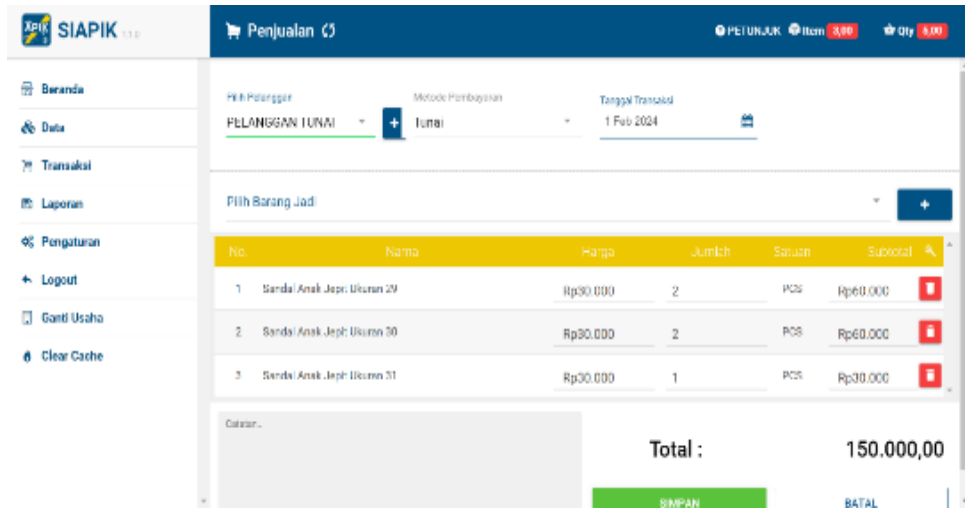 SIAPIK 1.1.0
Penjualan
PETUNJUK Item 3,00 Qty 5,00
Beranda
Data
Transaksi
Laporan
Pengaturan
Logout
Ganti Usaha
Clear Cache
Pilih Pelanggan Metode Pembayaran Tanggal Transaksi
PELANGGAN TUNAI + Tunai 1 Feb 2024
Pilih Barang Jadi +
No. Nama Harga Jumlah Satuan Subtotal
1 Sandal Anak Jepit Ukuran 29 Rp30.000 2 PCS Rp60.000
2 Sandal Anak Jepit Ukuran 30 Rp30.000 2 PCS Rp60.000
3 Sandal Anak Jepit Ukuran 31 Rp30.000 1 PCS Rp30.000
Catatan...
Total : 150.000,00
SIMPAN BATAL